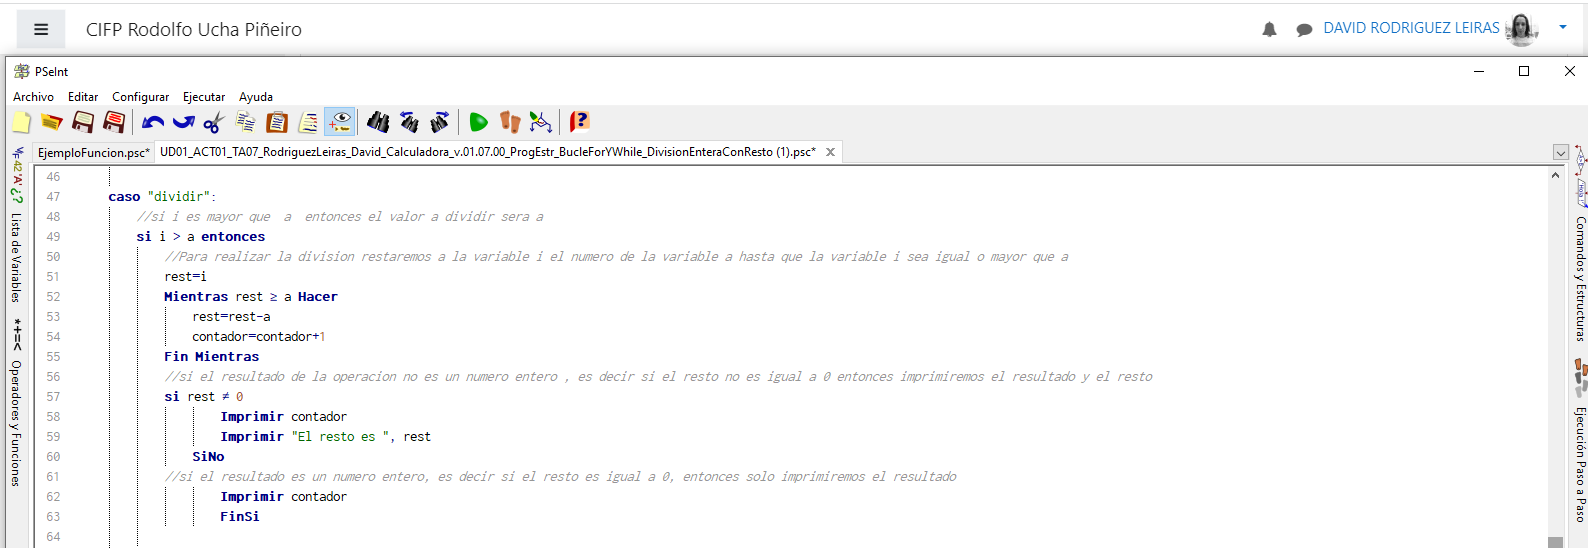 CIFP Rodolfo Ucha Piñeiro
DAVID RODRIGUEZ LEIRAS
PSeInt
Archivo Editar Configurar Ejecutar Ayuda
EjemploFuncion.psc*
UD01_ACT01_TA07_RodriguezLeiras_David_Calculadora_v.01.07.00_ProgEstr_BucleForYWhile_DivisionEnteraConResto (1).psc*
Lista de Variables
Operadores y Funciones
46
47 caso "dividir":
48 //si i es mayor que a entonces el valor a dividir sera a
49 si i > a entonces
50 //Para realizar la division restaremos a la variable i el numero de la variable a hasta que la variable i sea igual o mayor que a
51 rest=i
52 Mientras rest ≥ a Hacer
53 rest=rest-a
54 contador=contador+1
55 Fin Mientras
56 //si el resultado de la operacion no es un numero entero , es decir si el resto no es igual a 0 entonces imprimiremos el resultado y el resto
57 si rest ≠ 0
58 Imprimir contador
59 Imprimir "El resto es ", rest
60 SiNo
61 //si el resultado es un numero entero, es decir si el resto es igual a 0, entonces solo imprimiremos el resultado
62 Imprimir contador
63 FinSi
64
Comandos y Estructuras
Ejecución Paso a Paso